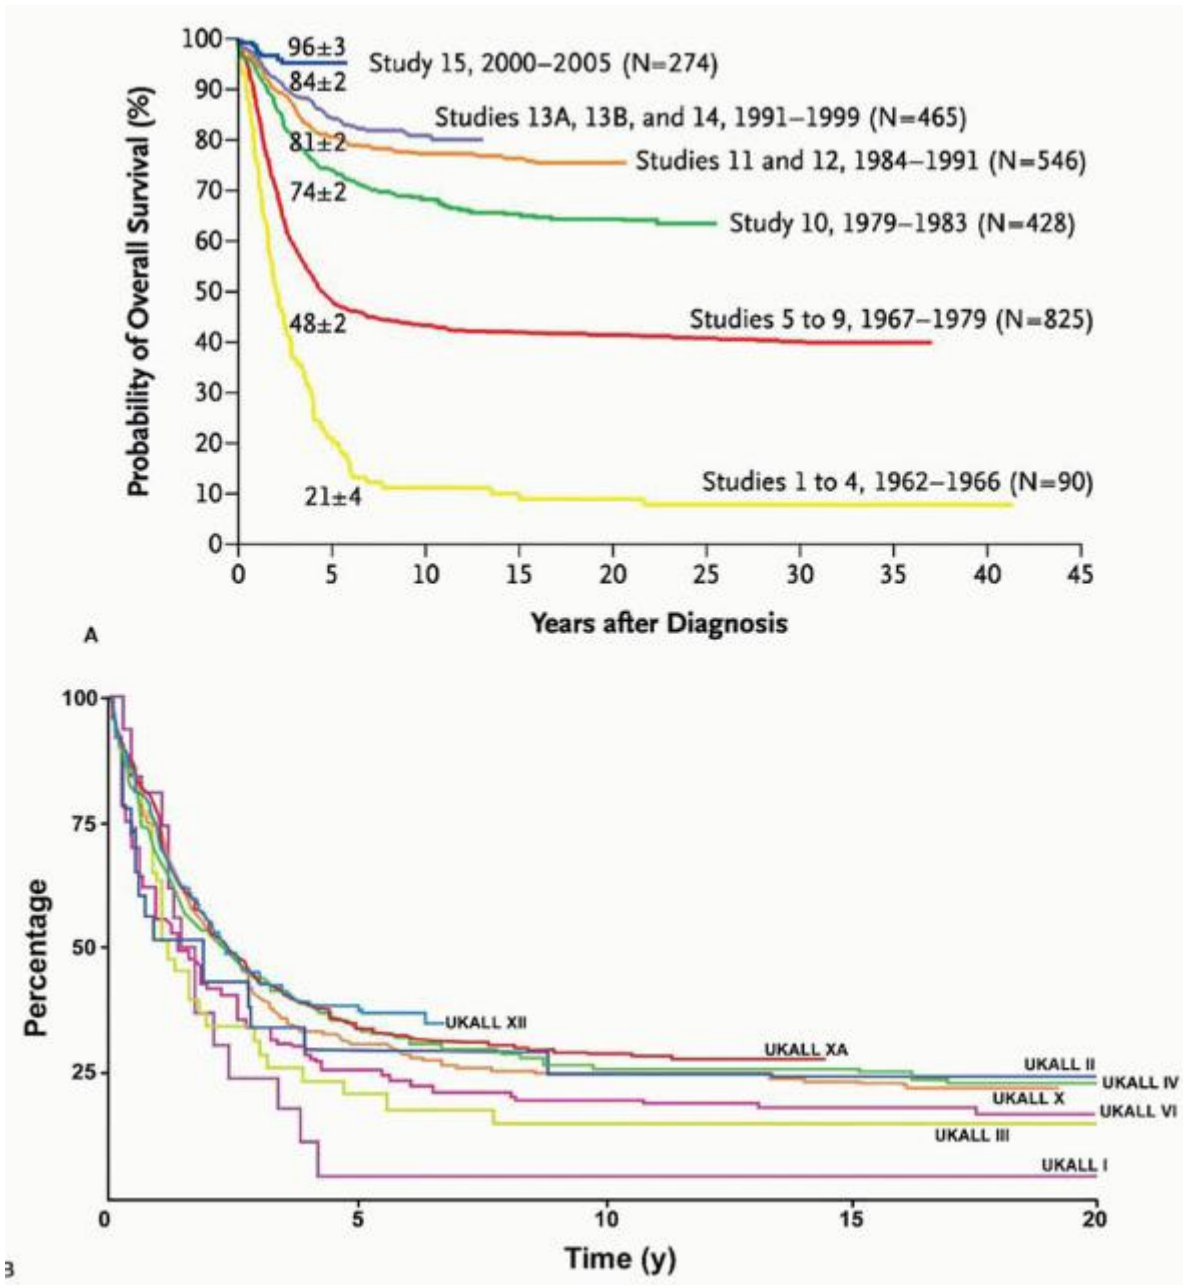 100
96±3
Study 15, 2000–2005 (N=274)
90
84±2
Studies 13A, 13B, and 14, 1991–1999 (N=465)
80
81±2
Studies 11 and 12, 1984–1991 (N=546)
70
74±2
Study 10, 1979–1983 (N=428)
60
50
48±2
Studies 5 to 9, 1967–1979 (N=825)
40
30
20
10
21±4
Studies 1 to 4, 1962–1966 (N=90)
0
Probability of Overall Survival (%)
0 5 10 15 20 25 30 35 40 45
Years after Diagnosis
A
100
75
50
25
Percentage
UKALL XII
UKALL XA
UKALL II
UKALL IV
UKALL X
UKALL VI
UKALL III
UKALL I
0 5 10 15 20
Time (y)
B